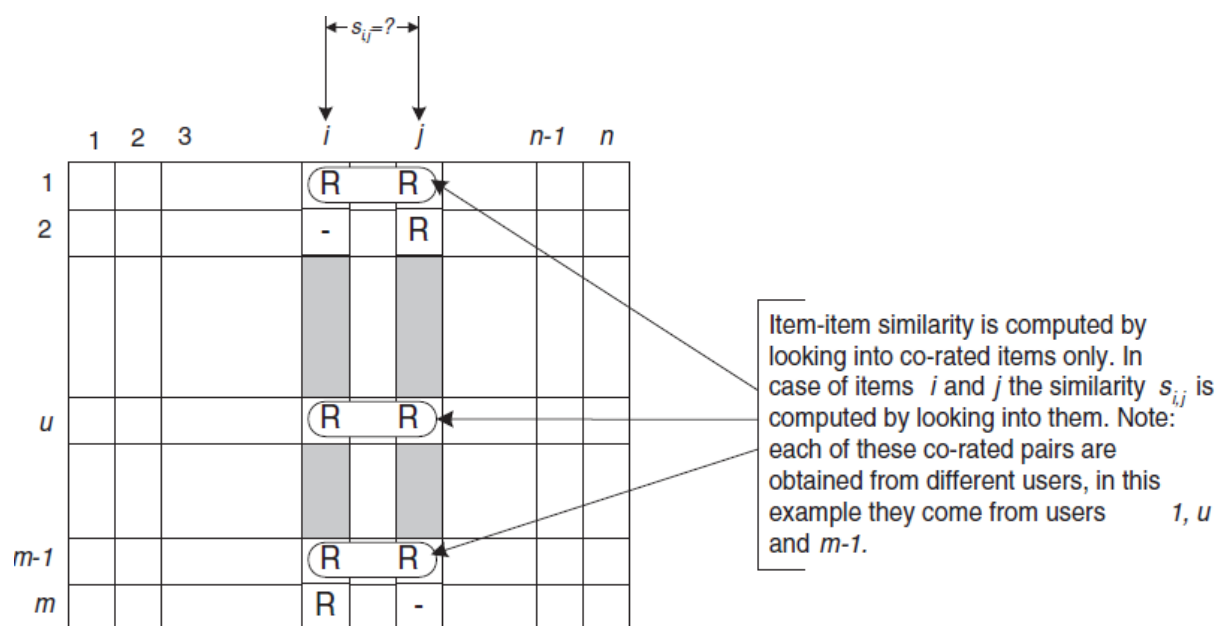 s_{i,j}=?
1 2 3 i j n-1 n
1 R R
2 - R
u R R
m-1 R R
m R -
Item-item similarity is computed by
looking into co-rated items only. In
case of items i and j the similarity s_{i,j} is
computed by looking into them. Note:
each of these co-rated pairs are
obtained from different users, in this
example they come from users 1, u
and m-1.